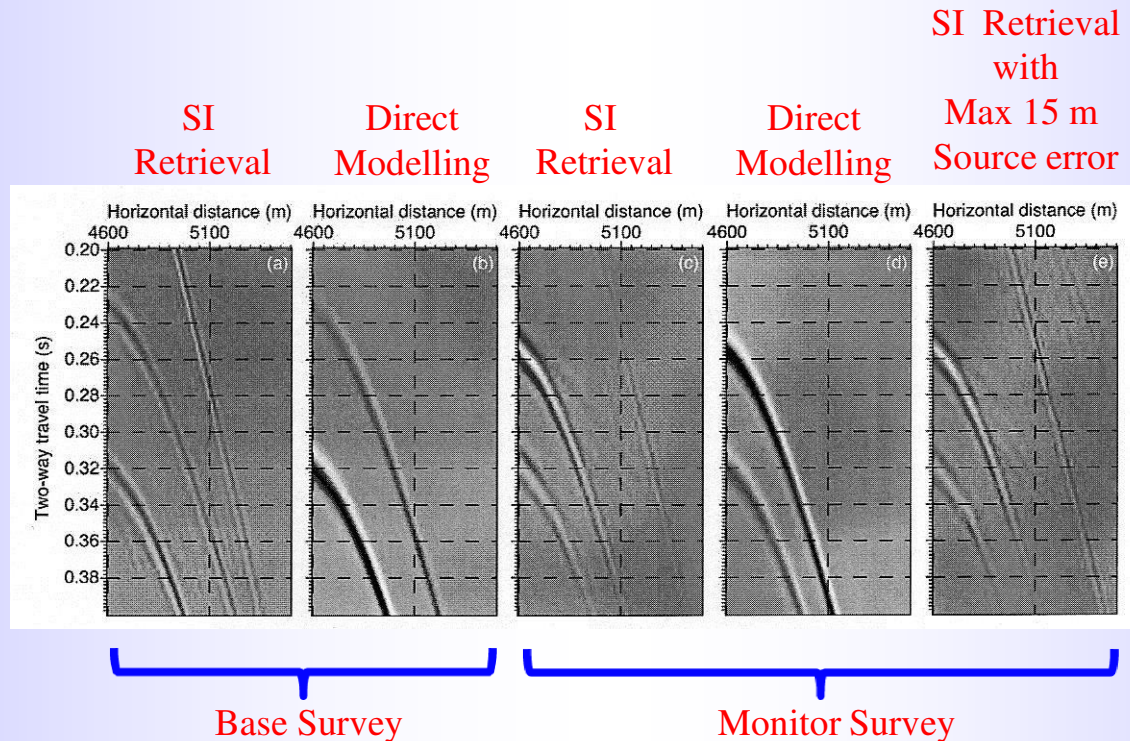 SI Retrieval
with
Max 15 m
Source error
SI
Retrieval
Direct
Modelling
SI
Retrieval
Direct
Modelling
Horizontal distance (m)
4600 5100
Horizontal distance (m)
4600 5100
Horizontal distance (m)
4600 5100
Horizontal distance (m)
4600 5100
Horizontal distance (m)
4600 5100
(a)
(b)
(c)
(d)
(e)
Two-way travel time (s)
0.20
0.22
0.24
0.26
0.28
0.30
0.32
0.34
0.36
0.38
Base Survey
Monitor Survey